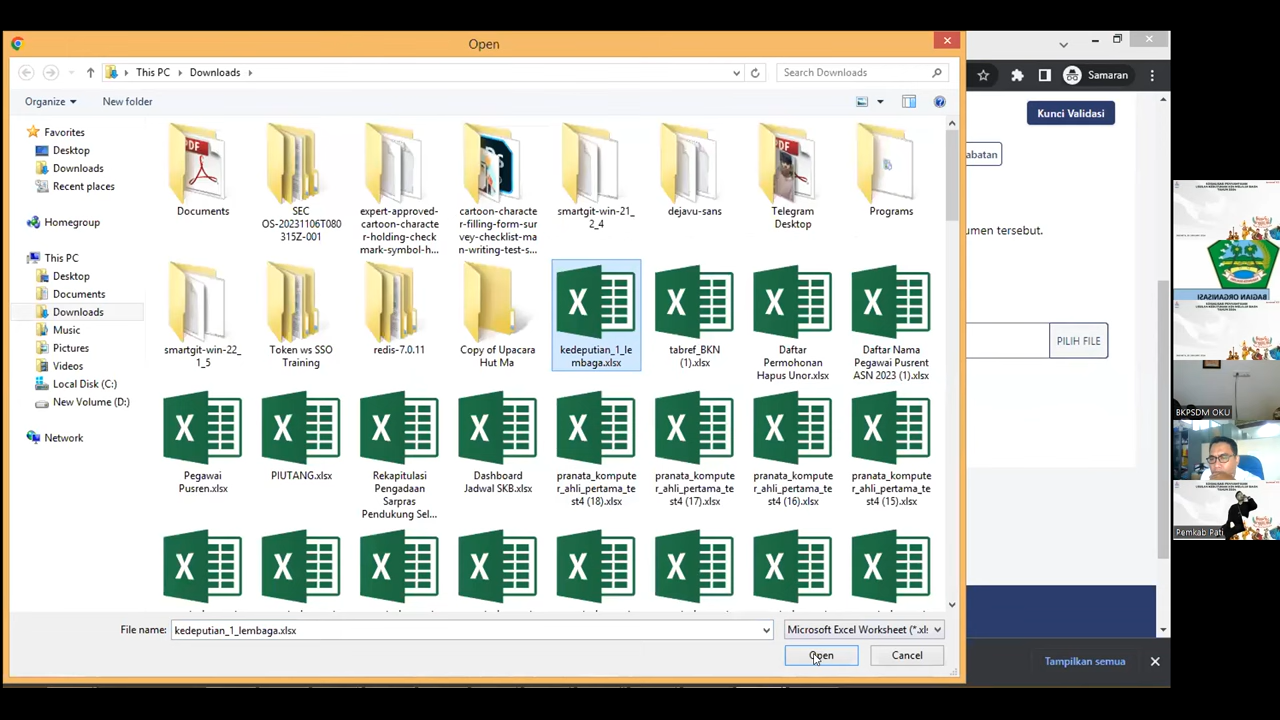 Open
This PC
Downloads
Search Downloads
Organize
New folder
Favorites
Desktop
Downloads
Recent places
Homegroup
This PC
Desktop
Documents
Downloads
Music
Pictures
Videos
Local Disk (C:)
New Volume (D:)
Network
Documents
SEC
OS-20231106T080
315Z-001
expert-approved-
cartoon-characte
r-holding-check
mark-symbol-h...
cartoon-characte
r-filling-form-sur
vey-checklist-ma
n-writing-test-s...
smartgit-win-21_
2_4
dejavu-sans
Telegram
Desktop
Programs
smartgit-win-22_
1_5
Token ws SSO
Training
redis-7.0.11
Copy of Upacara
Hut Ma
kedeputian_1_le
mbaga.xlsx
tabref_BKN
(1).xlsx
Daftar
Permohonan
Hapus Unor.xlsx
Daftar Nama
Pegawai Pusrent
ASN 2023 (1).xlsx
Pegawai
Pusren.xlsx
PIUTANG.xlsx
Rekapitulasi
Pengadaan
Sarpras
Pendukung Sel...
Dashboard
Jadwal SKB.xlsx
pranata_kompute
r_ahli_pertama_te
st4 (18).xlsx
pranata_kompute
r_ahli_pertama_te
st4 (17).xlsx
pranata_kompute
r_ahli_pertama_te
st4 (16).xlsx
pranata_kompute
r_ahli_pertama_te
st4 (15).xlsx
File name:
kedeputian_1_lembaga.xlsx
Microsoft Excel Worksheet (*.xls
Open
Cancel
Samaran
Kunci Validasi
abatan
umen tersebut.
PILIH FILE
Tampilkan semua
BAGIAN ORGANISASI
BKPSDM OKU
Pemkab Pati